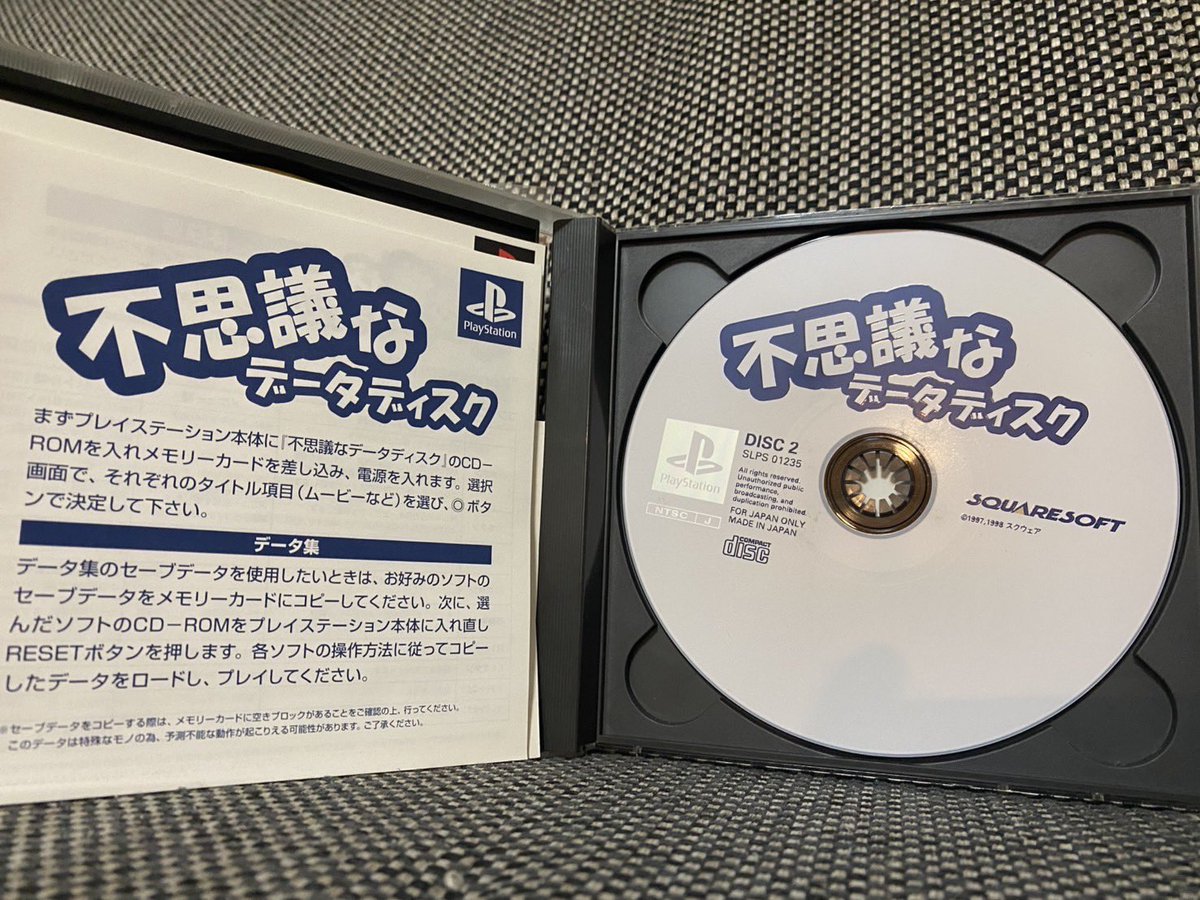 不思議な
データディスク
PlayStation
まずプレイステーション本体に『不思議なデータディスク』のCD−
ROMを入れメモリーカードを差し込み、電源を入れます。選択
画面で、それぞれのタイトル項目(ムービーなど)を選び、◎ボタ
ンで決定して下さい。
データ集
データ集のセーブデータを使用したいときは、お好みのソフトの
セーブデータをメモリーカードにコピーしてください。次に、選
んだソフトのCD−ROMをプレイステーション本体に入れ直し
RESETボタンを押します。各ソフトの操作方法に従ってコピー
したデータをロードし、プレイしてください。
※セーブデータをコピーする際は、メモリーカードに空きブロックがあることをご確認の上、行ってください。
このデータは特殊なモノの為、予測不能な動作が起こりえる可能性があります。ご了承ください。
不思議な
データディスク
PlayStation
NTSC J
DISC 2
SLPS 01235
All rights reserved.
Unauthorized public
performance,
broadcasting, and
duplication prohibited.
FOR JAPAN ONLY
MADE IN JAPAN
COMPACT
disc
SQUARESOFT
©1997,1998 スクウェア